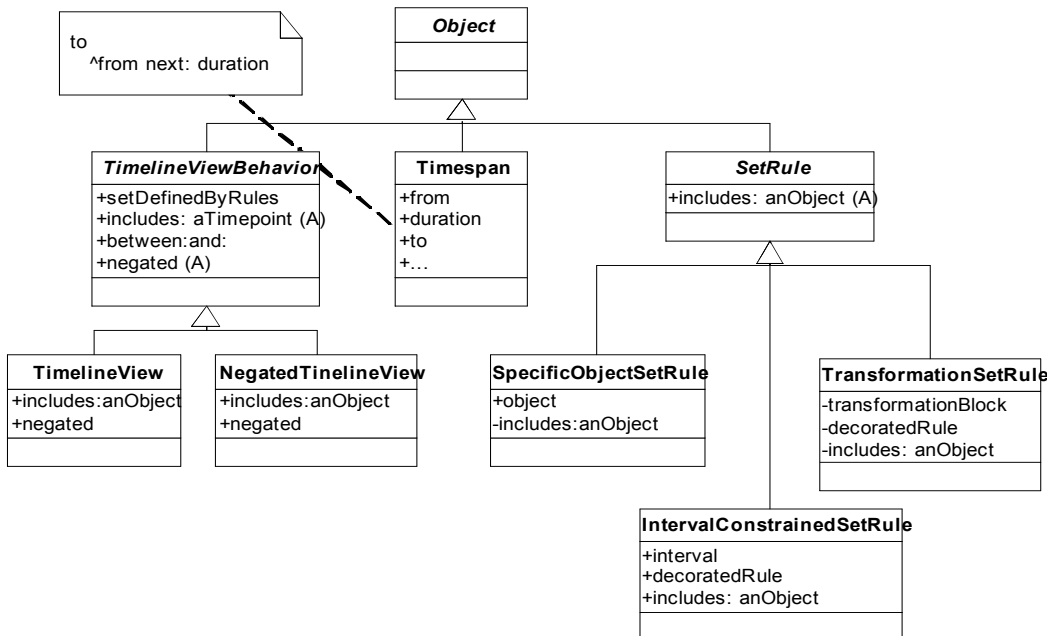 to
^from next: duration
Object
TimelineViewBehavior
+setDefinedByRules
+includes: aTimepoint (A)
+between:and:
+negated (A)
Timespan
+from
+duration
+to
+...
SetRule
+includes: anObject (A)
TimelineView
+includes:anObject
+negated
NegatedTinelineView
+includes:anObject
+negated
SpecificObjectSetRule
+object
-includes:anObject
TransformationSetRule
-transformationBlock
-decoratedRule
-includes: anObject
IntervalConstrainedSetRule
+interval
+decoratedRule
+includes: anObject